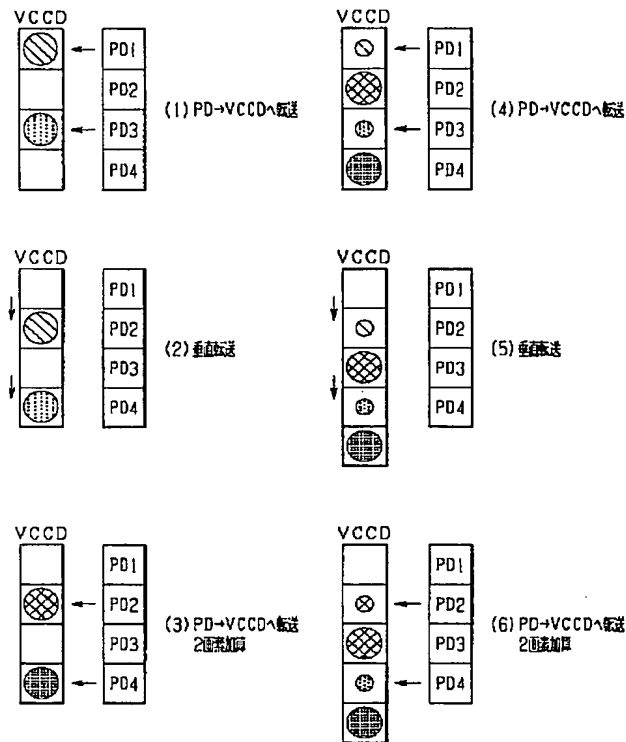 VCCD
PD1
PD2
PD3
PD4
(1) PD→VCCDへ転送
VCCD
PD1
PD2
PD3
PD4
(2) 垂直転送
VCCD
PD1
PD2
PD3
PD4
(3) PD→VCCDへ転送
2画素加算
VCCD
PD1
PD2
PD3
PD4
(4) PD→VCCDへ転送
VCCD
PD1
PD2
PD3
PD4
(5) 垂直転送
VCCD
PD1
PD2
PD3
PD4
(6) PD→VCCDへ転送
2画素加算